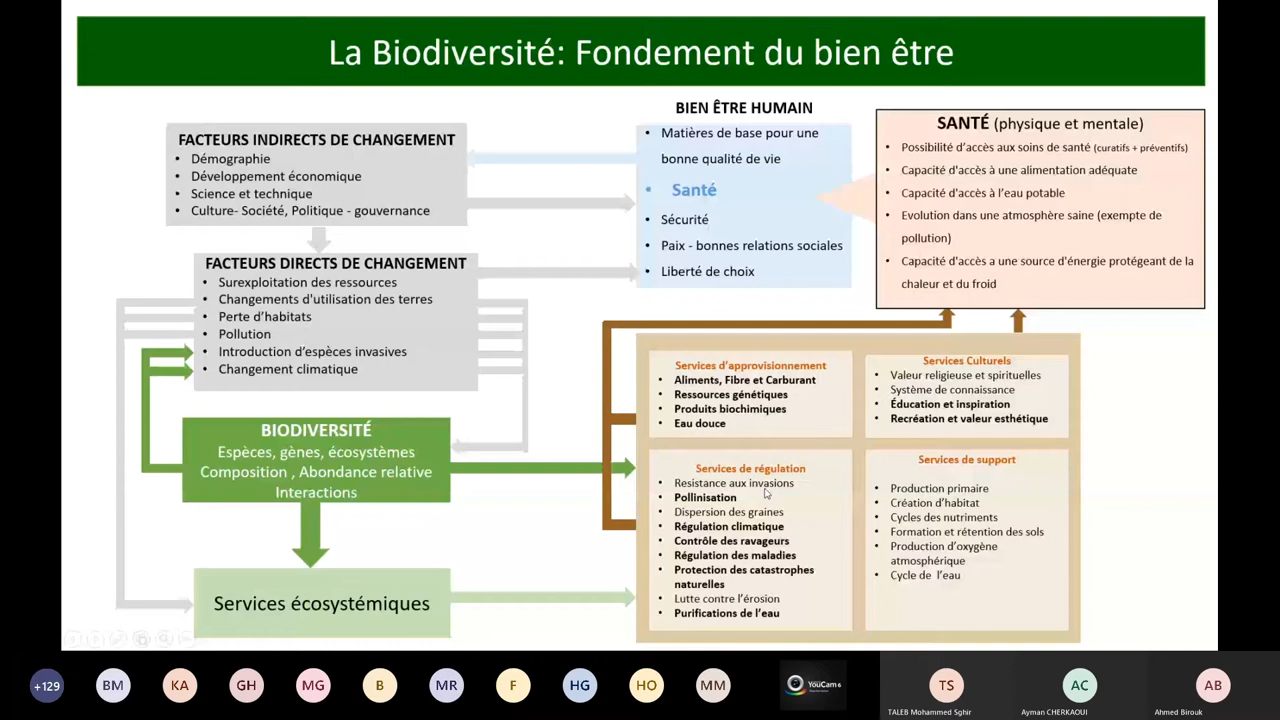 La Biodiversité: Fondement du bien être
FACTEURS INDIRECTS DE CHANGEMENT
• Démographie
• Développement économique
• Science et technique
• Culture- Société, Politique - gouvernance
FACTEURS DIRECTS DE CHANGEMENT
• Surexploitation des ressources
• Changements d'utilisation des terres
• Perte d’habitats
• Pollution
• Introduction d’espèces invasives
• Changement climatique
BIODIVERSITÉ
Espèces, gènes, écosystèmes
Composition , Abondance relative
Interactions
Services écosystémiques
BIEN ÊTRE HUMAIN
• Matières de base pour une
bonne qualité de vie
• Santé
• Sécurité
• Paix - bonnes relations sociales
• Liberté de choix
SANTÉ (physique et mentale)
• Possibilité d’accès aux soins de santé (curatifs + préventifs)
• Capacité d'accès à une alimentation adéquate
• Capacité d'accès à l’eau potable
• Evolution dans une atmosphère saine (exempte de
pollution)
• Capacité d'accès a une source d'énergie protégeant de la
chaleur et du froid
Services d’approvisionnement
• Aliments, Fibre et Carburant
• Ressources génétiques
• Produits biochimiques
• Eau douce
Services Culturels
• Valeur religieuse et spirituelles
• Système de connaissance
• Éducation et inspiration
• Recréation et valeur esthétique
Services de régulation
• Resistance aux invasions
• Pollinisation
• Dispersion des graines
• Régulation climatique
• Contrôle des ravageurs
• Régulation des maladies
• Protection des catastrophes
naturelles
• Lutte contre l’érosion
• Purifications de l’eau
Services de support
• Production primaire
• Création d’habitat
• Cycles des nutriments
• Formation et rétention des sols
• Production d’oxygène
atmosphérique
• Cycle de l’eau
+129
BM
KA
GH
MG
B
MR
F
HG
HO
MM
YouCam 6
TS
AC
AB
TALEB Mohammed Sghir
Ayman CHERKAOUI
Ahmed Birouk